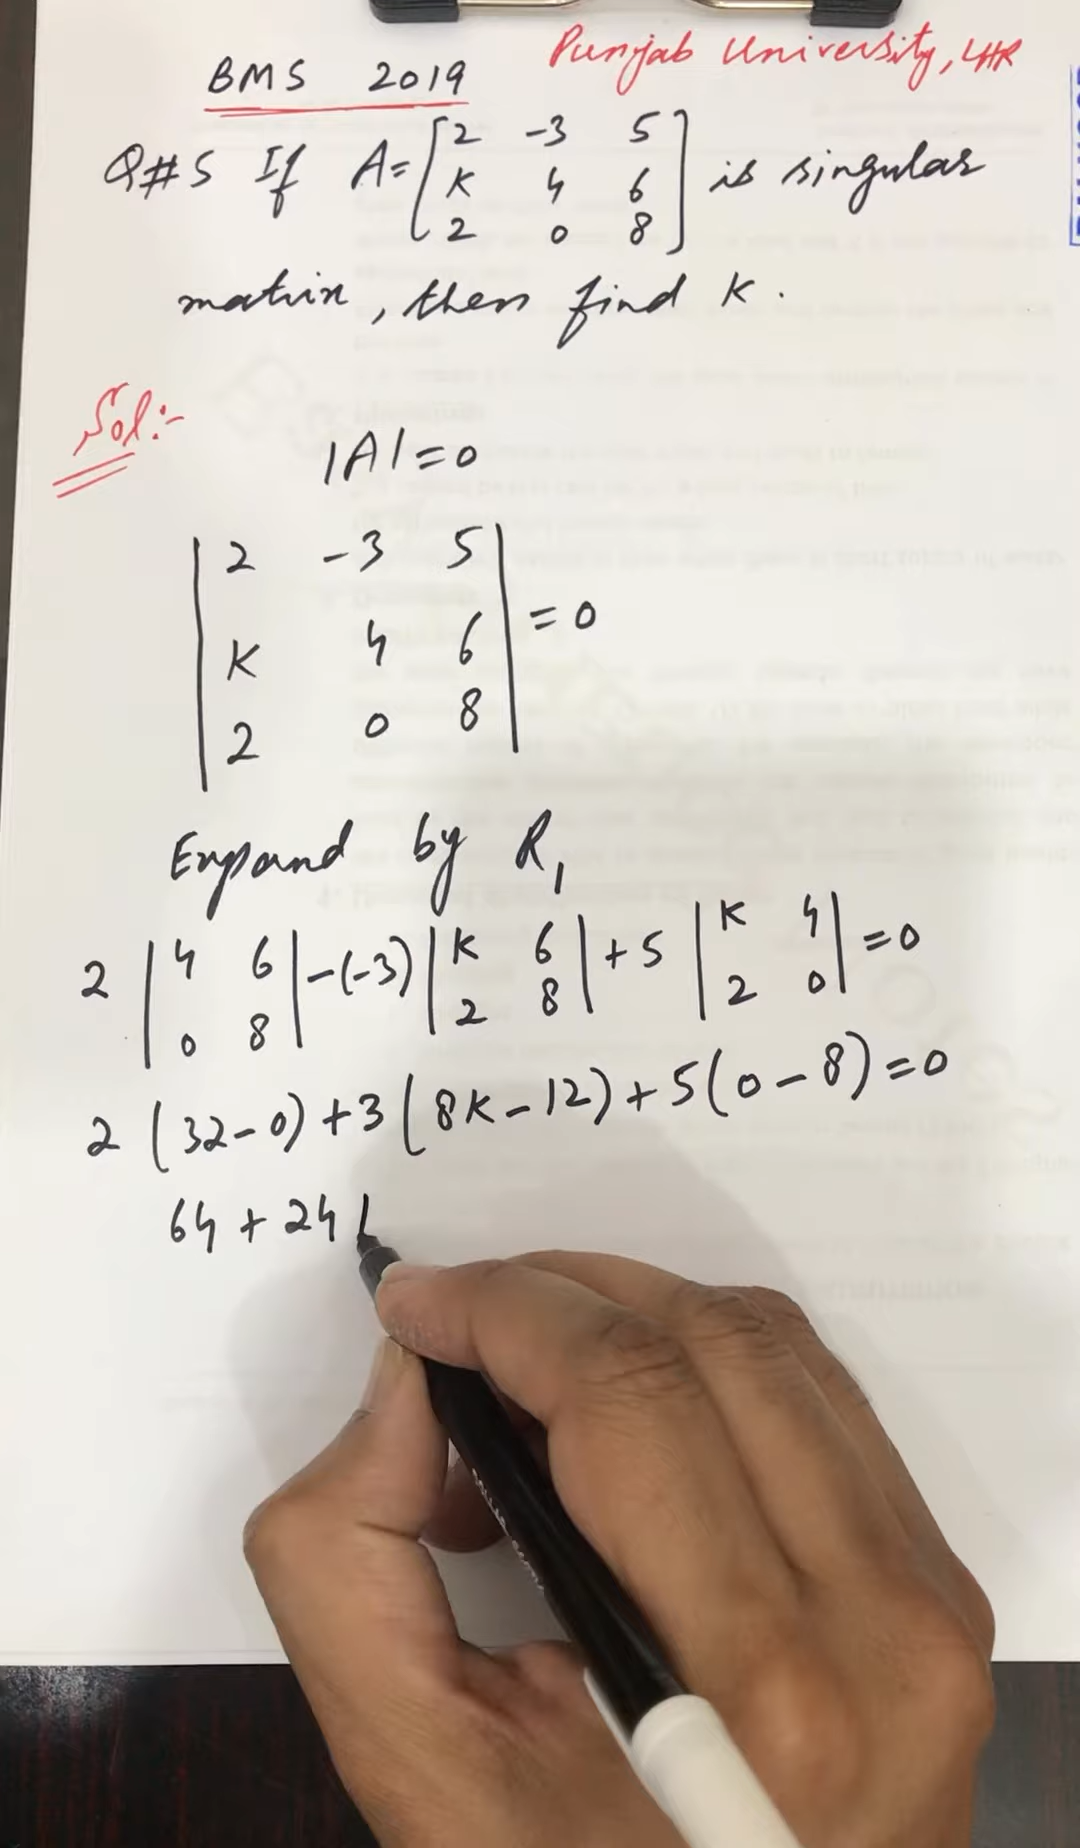 BMS 2019 Punjab University, LHR
Q#5 If A= [2 -3 5
K 4 6
2 0 8] is singular
matrix, then find K.
Sol:-
|A|=0
|2 -3 5|
|K 4 6| =0
|2 0 8|
Expand by R₁
2 |4 6| -(-3) |K 6| +5 |K 4| =0
|0 8| |2 8| |2 0|
2 (32-0) +3 (8K-12) +5(0-8)=0
64 + 24